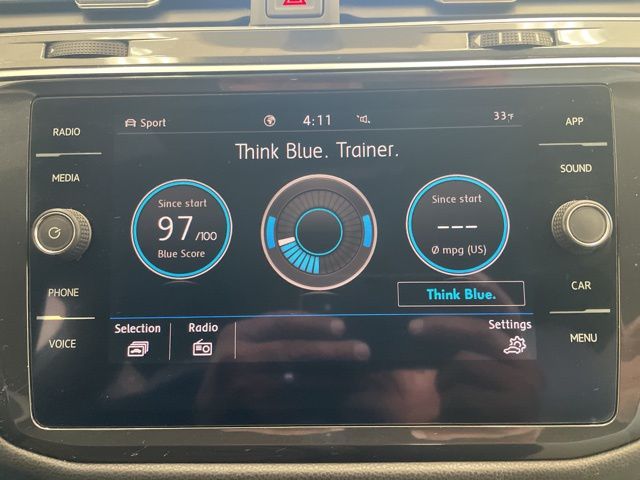 RADIO
MEDIA
PHONE
VOICE
Sport
4:11
33°F
Think Blue. Trainer.
Since start
97/100
Blue Score
Since start
---
Ø mpg (US)
Think Blue.
Selection
Radio
Settings
APP
SOUND
CAR
MENU